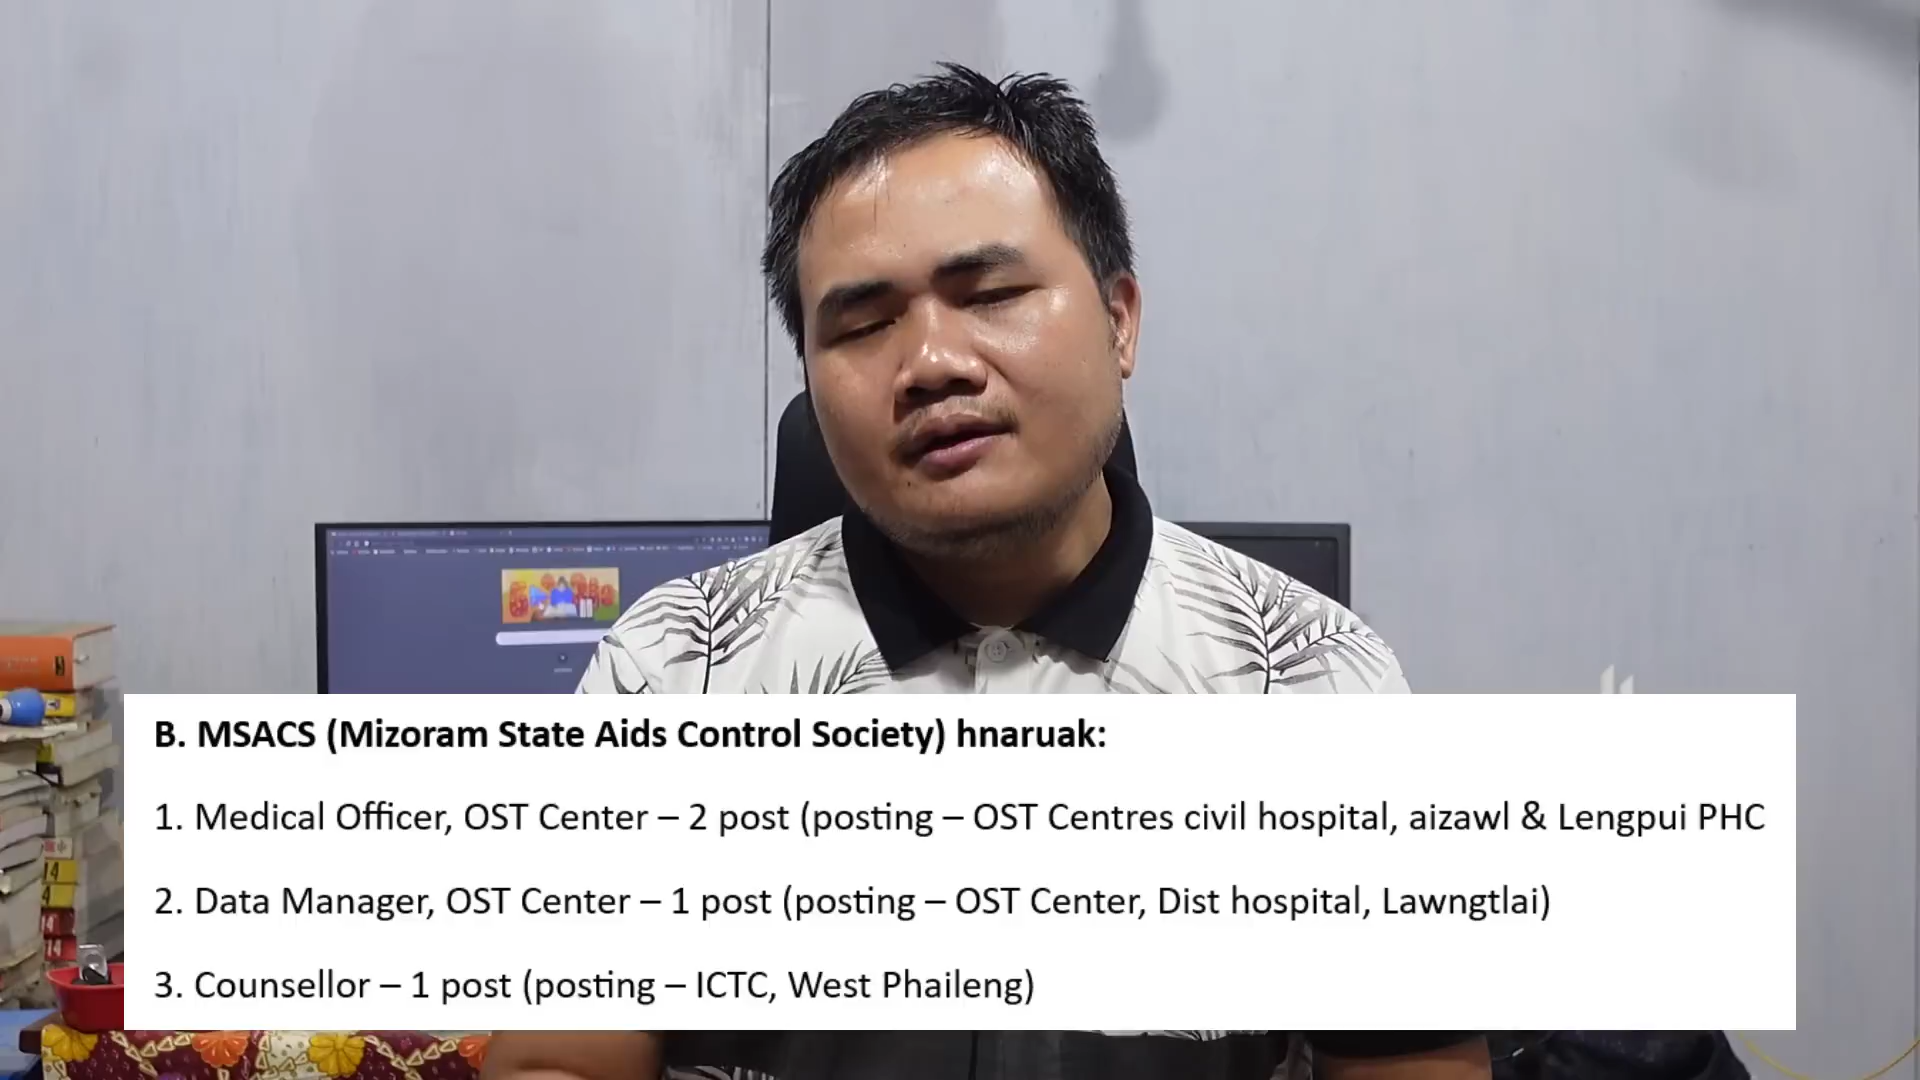 B. MSACS (Mizoram State Aids Control Society) hnaruak:
1. Medical Officer, OST Center – 2 post (posting – OST Centres civil hospital, aizawl & Lengpui PHC
2. Data Manager, OST Center – 1 post (posting – OST Center, Dist hospital, Lawngtlai)
3. Counsellor – 1 post (posting – ICTC, West Phaileng)